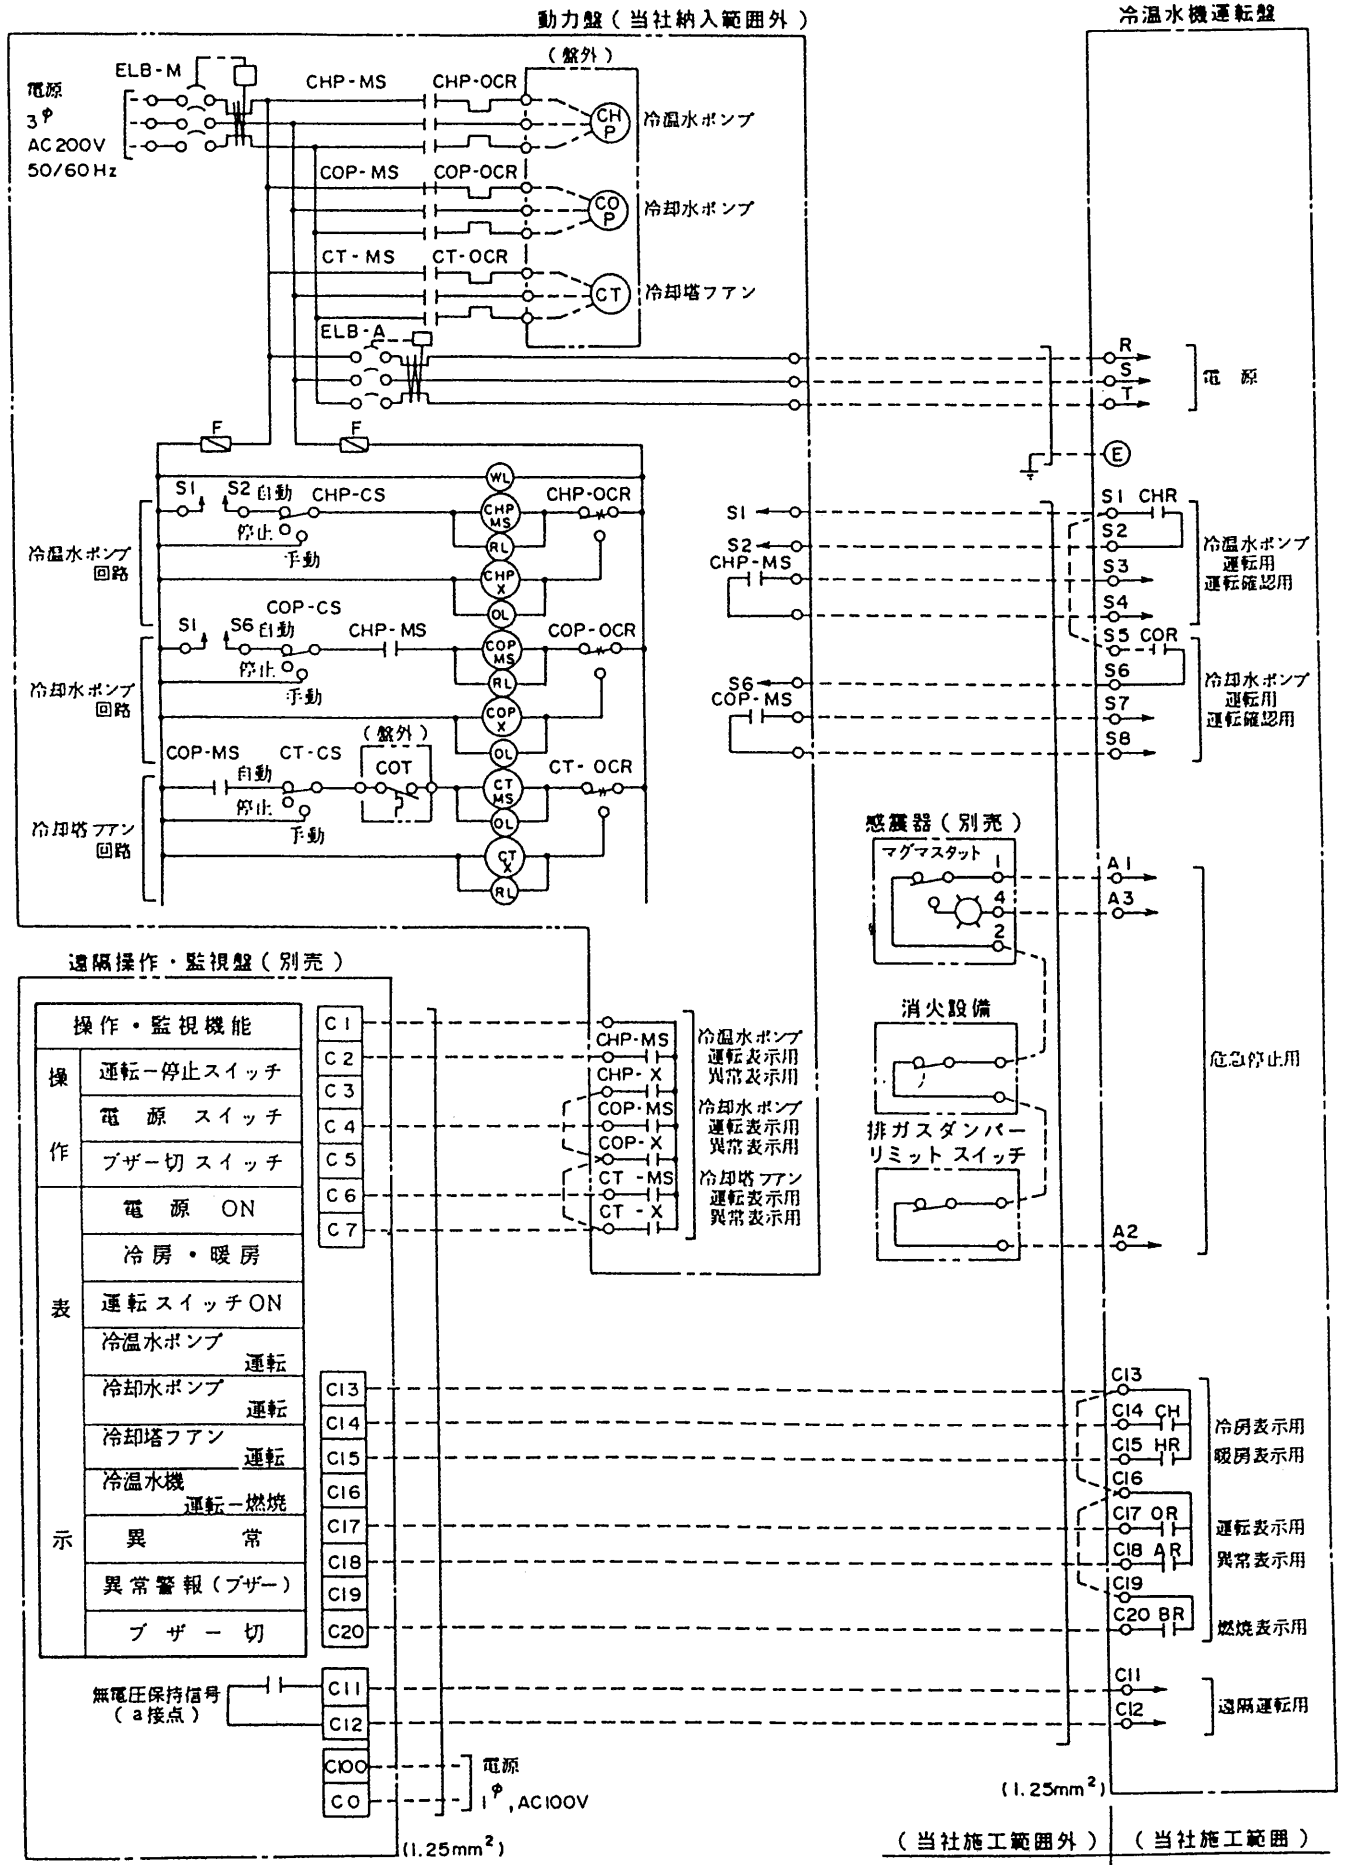 動力盤(当社納入範囲外)
冷温水機運転盤
(盤外)
電源
3φ
AC200V
50/60Hz
ELB-M
CHP-MS
CHP-OCR
CH
P
冷温水ポンプ
COP-MS
COP-OCR
CO
P
冷却水ポンプ
CT-MS
CT-OCR
CT
冷却塔フアン
ELB-A
R
S
T
電源
E
F
F
WL
冷温水ポンプ
回路
S1
S2
自動
CHP-CS
停止
手動
CHP
MS
RL
CHP
X
OL
CHP-OCR
冷却水ポンプ
回路
S1
S6
自動
COP-CS
停止
手動
CHP-MS
COP
MS
RL
COP
X
OL
COP-OCR
冷却塔フアン
回路
COP-MS
自動
CT-CS
停止
手動
(盤外)
COT
CT
MS
OL
CT
X
RL
CT-OCR
S1
S2
CHP-MS
S6
COP-MS
S1 CHR
S2
S3
S4
冷温水ポンプ
運転用
運転確認用
S5 COR
S6
S7
S8
冷却水ポンプ
運転用
運転確認用
感震器(別売)
マグマスタット
1
4
2
消火設備
排ガスダンパー
リミットスイッチ
A1
A3
A2
危急停止用
遠隔操作・監視盤(別売)
操作・監視機能
操作
運転−停止スイッチ
電源 スイッチ
ブザー切スイッチ
表示
電源 ON
冷房・暖房
運転スイッチON
冷温水ポンプ
運転
冷却水ポンプ
運転
冷却塔フアン
運転
冷温水機
運転−燃焼
異常
異常警報(ブザー)
ブザー切
C1
C2
C3
C4
C5
C6
C7
CHP-MS
CHP-X
COP-MS
COP-X
CT-MS
CT-X
冷温水ポンプ
運転表示用
異常表示用
冷却水ポンプ
運転表示用
異常表示用
冷却塔フアン
運転表示用
異常表示用
C13
C14
C15
C16
C17
C18
C19
C20
C13
C14 CH
C15 HR
C16
C17 OR
C18 AR
C19
C20 BR
冷房表示用
暖房表示用
運転表示用
異常表示用
燃焼表示用
無電圧保持信号
(a接点)
C11
C12
C11
C12
遠隔運転用
C100
C0
電源
1φ,AC100V
(1.25mm²)
(1.25mm²)
(当社施工範囲外)
(当社施工範囲)